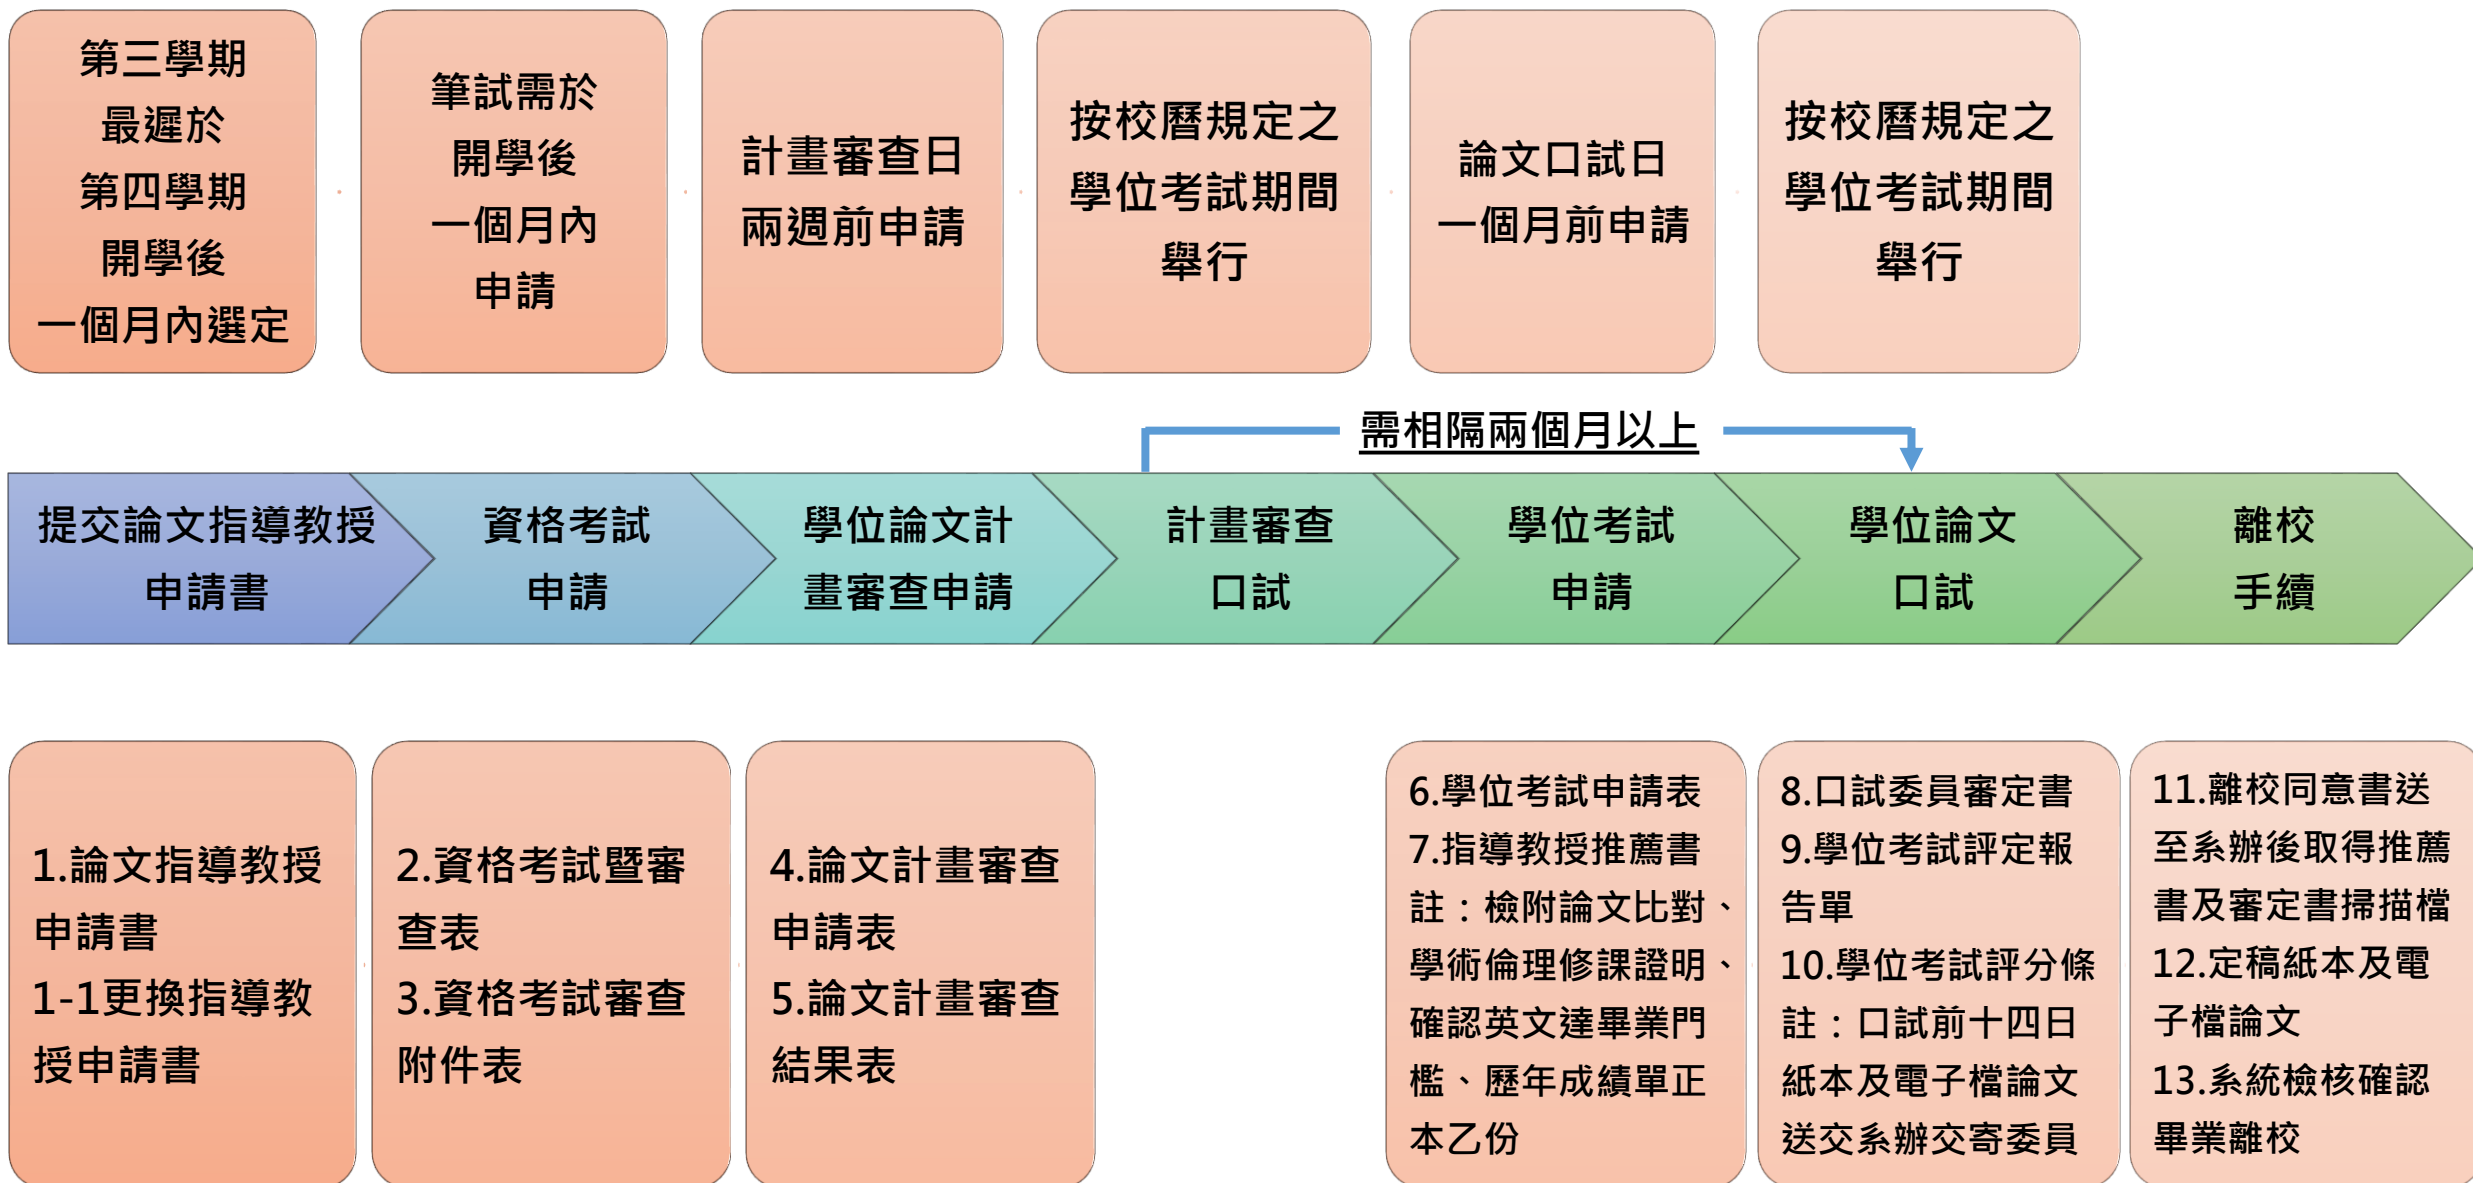 第三學期
最遲於
第四學期
開學後
一個月內選定
筆試需於
開學後
一個月內
申請
計畫審查日
兩週前申請
按校曆規定之
學位考試期間
舉行
論文口試日
一個月前申請
按校曆規定之
學位考試期間
舉行
需相隔兩個月以上
提交論文指導教授
申請書
資格考試
申請
學位論文計
畫審查申請
計畫審查
口試
學位考試
申請
學位論文
口試
離校
手續
1.論文指導教授
申請書
1-1更換指導教
授申請書
2.資格考試暨審
查表
3.資格考試審查
附件表
4.論文計畫審查
申請表
5.論文計畫審查
結果表
6.學位考試申請表
7.指導教授推薦書
註：檢附論文比對、
學術倫理修課證明、
確認英文達畢業門
檻、歷年成績單正
本乙份
8.口試委員審定書
9.學位考試評定報
告單
10.學位考試評分條
註：口試前十四日
紙本及電子檔論文
送交系辦交寄委員
11.離校同意書送
至系辦後取得推薦
書及審定書掃描檔
12.定稿紙本及電
子檔論文
13.系統檢核確認
畢業離校